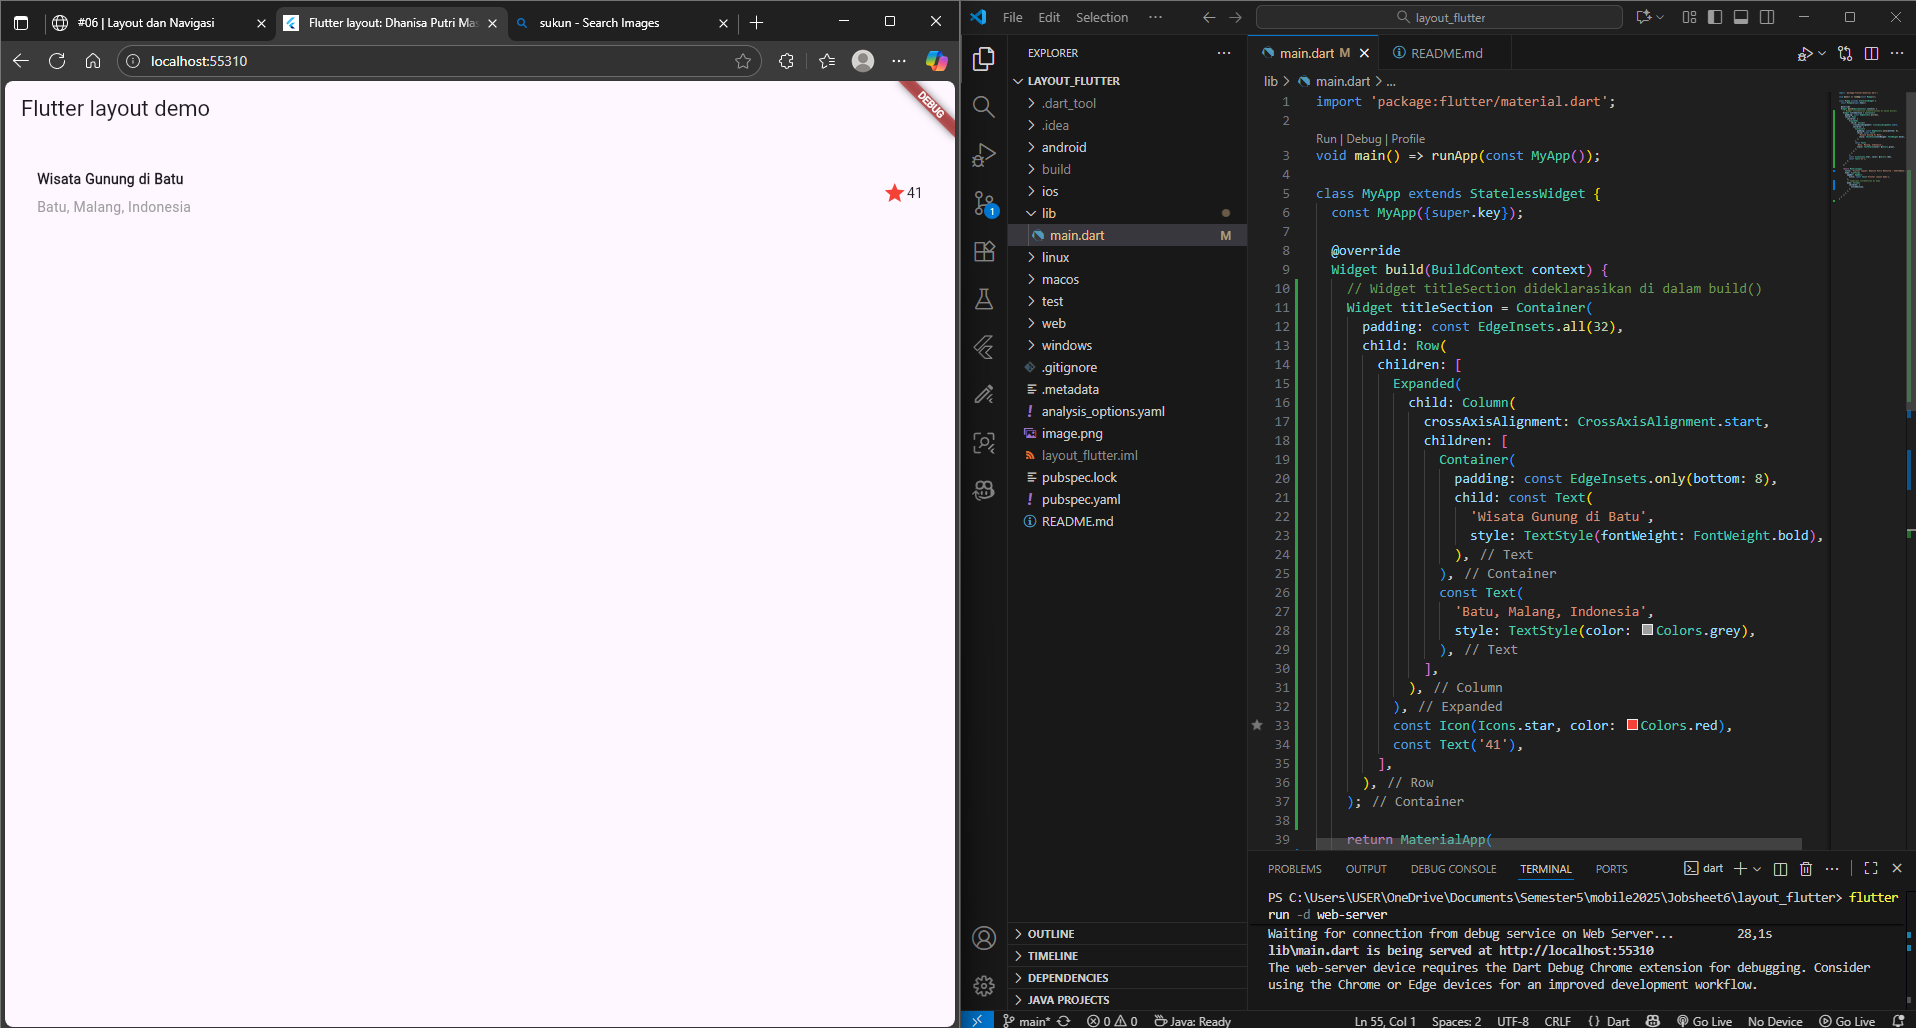 #06 | Layout dan Navigasi
Flutter layout: Dhanisa Putri Mas
sukun - Search Images
localhost:55310
Flutter layout demo
DEBUG
Wisata Gunung di Batu
Batu, Malang, Indonesia
41
File Edit Selection ···
layout_flutter
EXPLORER
LAYOUT_FLUTTER
.dart_tool
.idea
android
build
ios
lib
main.dart M
linux
macos
test
web
windows
.gitignore
.metadata
analysis_options.yaml
image.png
layout_flutter.iml
pubspec.lock
pubspec.yaml
README.md
OUTLINE
TIMELINE
DEPENDENCIES
JAVA PROJECTS
1
main.dart M
README.md
lib > main.dart > ...
1 import 'package:flutter/material.dart';
2
Run | Debug | Profile
3 void main() => runApp(const MyApp());
4
5 class MyApp extends StatelessWidget {
6 const MyApp({super.key});
7
8 @override
9 Widget build(BuildContext context) {
10 // Widget titleSection dideklarasikan di dalam build()
11 Widget titleSection = Container(
12 padding: const EdgeInsets.all(32),
13 child: Row(
14 children: [
15 Expanded(
16 child: Column(
17 crossAxisAlignment: CrossAxisAlignment.start,
18 children: [
19 Container(
20 padding: const EdgeInsets.only(bottom: 8),
21 child: const Text(
22 'Wisata Gunung di Batu',
23 style: TextStyle(fontWeight: FontWeight.bold),
24 ), // Text
25 ), // Container
26 const Text(
27 'Batu, Malang, Indonesia',
28 style: TextStyle(color: Colors.grey),
29 ), // Text
30 ],
31 ), // Column
32 ), // Expanded
33 const Icon(Icons.star, color: Colors.red),
34 const Text('41'),
35 ],
36 ), // Row
37 ); // Container
38
39 return MaterialApp(
PROBLEMS OUTPUT DEBUG CONSOLE TERMINAL PORTS
dart
PS C:\Users\USER\OneDrive\Documents\Semester5\mobile2025\Jobsheet6\layout_flutter> flutter
run -d web-server
Waiting for connection from debug service on Web Server... 28,1s
lib\main.dart is being served at http://localhost:55310
The web-server device requires the Dart Debug Chrome extension for debugging. Consider
using the Chrome or Edge devices for an improved development workflow.
main* 0 0 Java: Ready
Ln 55, Col 1 Spaces: 2 UTF-8 CRLF {} Dart Go Live No Device Go Live